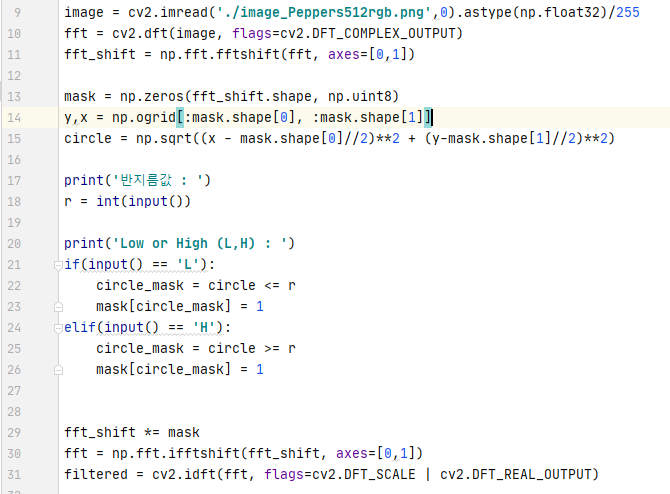 9 image = cv2.imread('./image_Peppers512rgb.png',0).astype(np.float32)/255
10 fft = cv2.dft(image, flags=cv2.DFT_COMPLEX_OUTPUT)
11 fft_shift = np.fft.fftshift(fft, axes=[0,1])
12
13 mask = np.zeros(fft_shift.shape, np.uint8)
14 y,x = np.ogrid[:mask.shape[0], :mask.shape[1]]
15 circle = np.sqrt((x - mask.shape[0]//2)**2 + (y-mask.shape[1]//2)**2)
16
17 print('반지름값 : ')
18 r = int(input())
19
20 print('Low or High (L,H) : ')
21 if(input() == 'L'):
22     circle_mask = circle <= r
23     mask[circle_mask] = 1
24 elif(input() == 'H'):
25     circle_mask = circle >= r
26     mask[circle_mask] = 1
27
28
29 fft_shift *= mask
30 fft = np.fft.ifftshift(fft_shift, axes=[0,1])
31 filtered = cv2.idft(fft, flags=cv2.DFT_SCALE | cv2.DFT_REAL_OUTPUT)